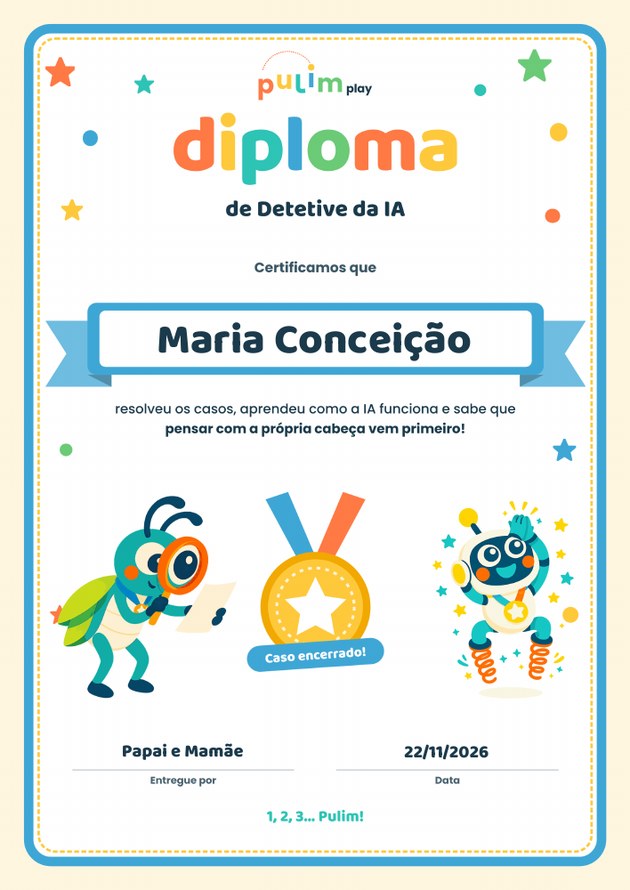 pulim play
diploma
de Detetive da IA
Certificamos que
Maria Conceição
resolveu os casos, aprendeu como a IA funciona e sabe que
pensar com a própria cabeça vem primeiro!
Caso encerrado!
Papai e Mamãe
Entregue por
22/11/2026
Data
1, 2, 3... Pulim!